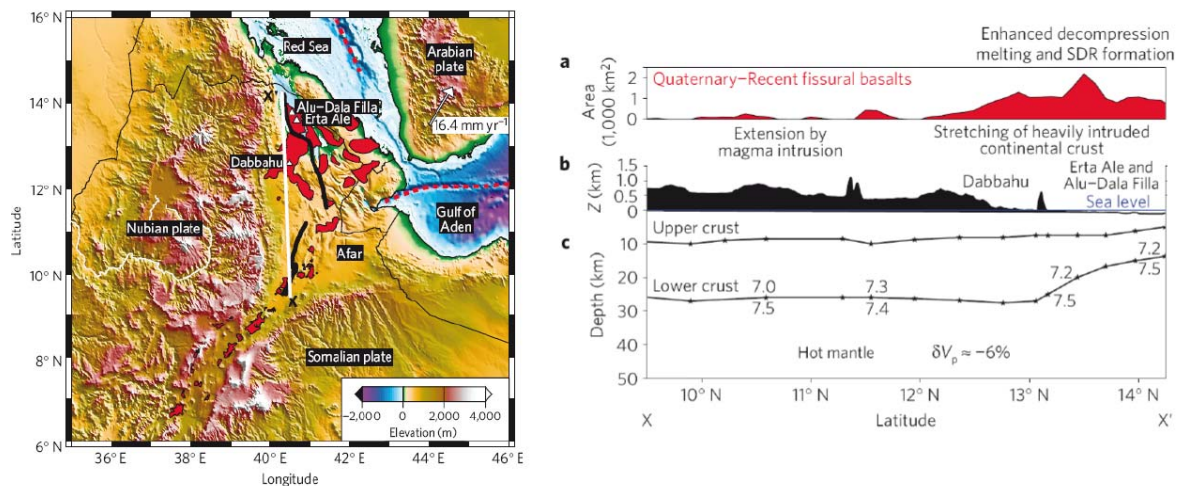 16° N
14° N
12° N
10° N
8° N
6° N
Latitude
36° E
38° E
40° E
42° E
44° E
46° E
Longitude
Red Sea
Arabian
plate
16.4 mm yr⁻¹
X'
Alu-Dala Filla
Erta Ale
Dabbahu
Gulf of
Aden
Nubian plate
Afar
X
Somalian plate
-2,000 0 2,000 4,000
Elevation (m)
Enhanced decompression
melting and SDR formation
a
Quaternary–Recent fissural basalts
Area
(1,000 km²)
2
1
0
Extension by
magma intrusion
Stretching of heavily intruded
continental crust
b
Z (km)
1.5
1.0
0.5
0
Dabbahu
Erta Ale and
Alu-Dala Filla
Sea level
c
Upper crust
Lower crust
7.0
7.5
7.3
7.4
7.2
7.5
7.2
7.5
Depth (km)
10
20
30
40
50
Hot mantle
δVp ≈ −6%
10° N
11° N
12° N
13° N
14° N
X
Latitude
X'